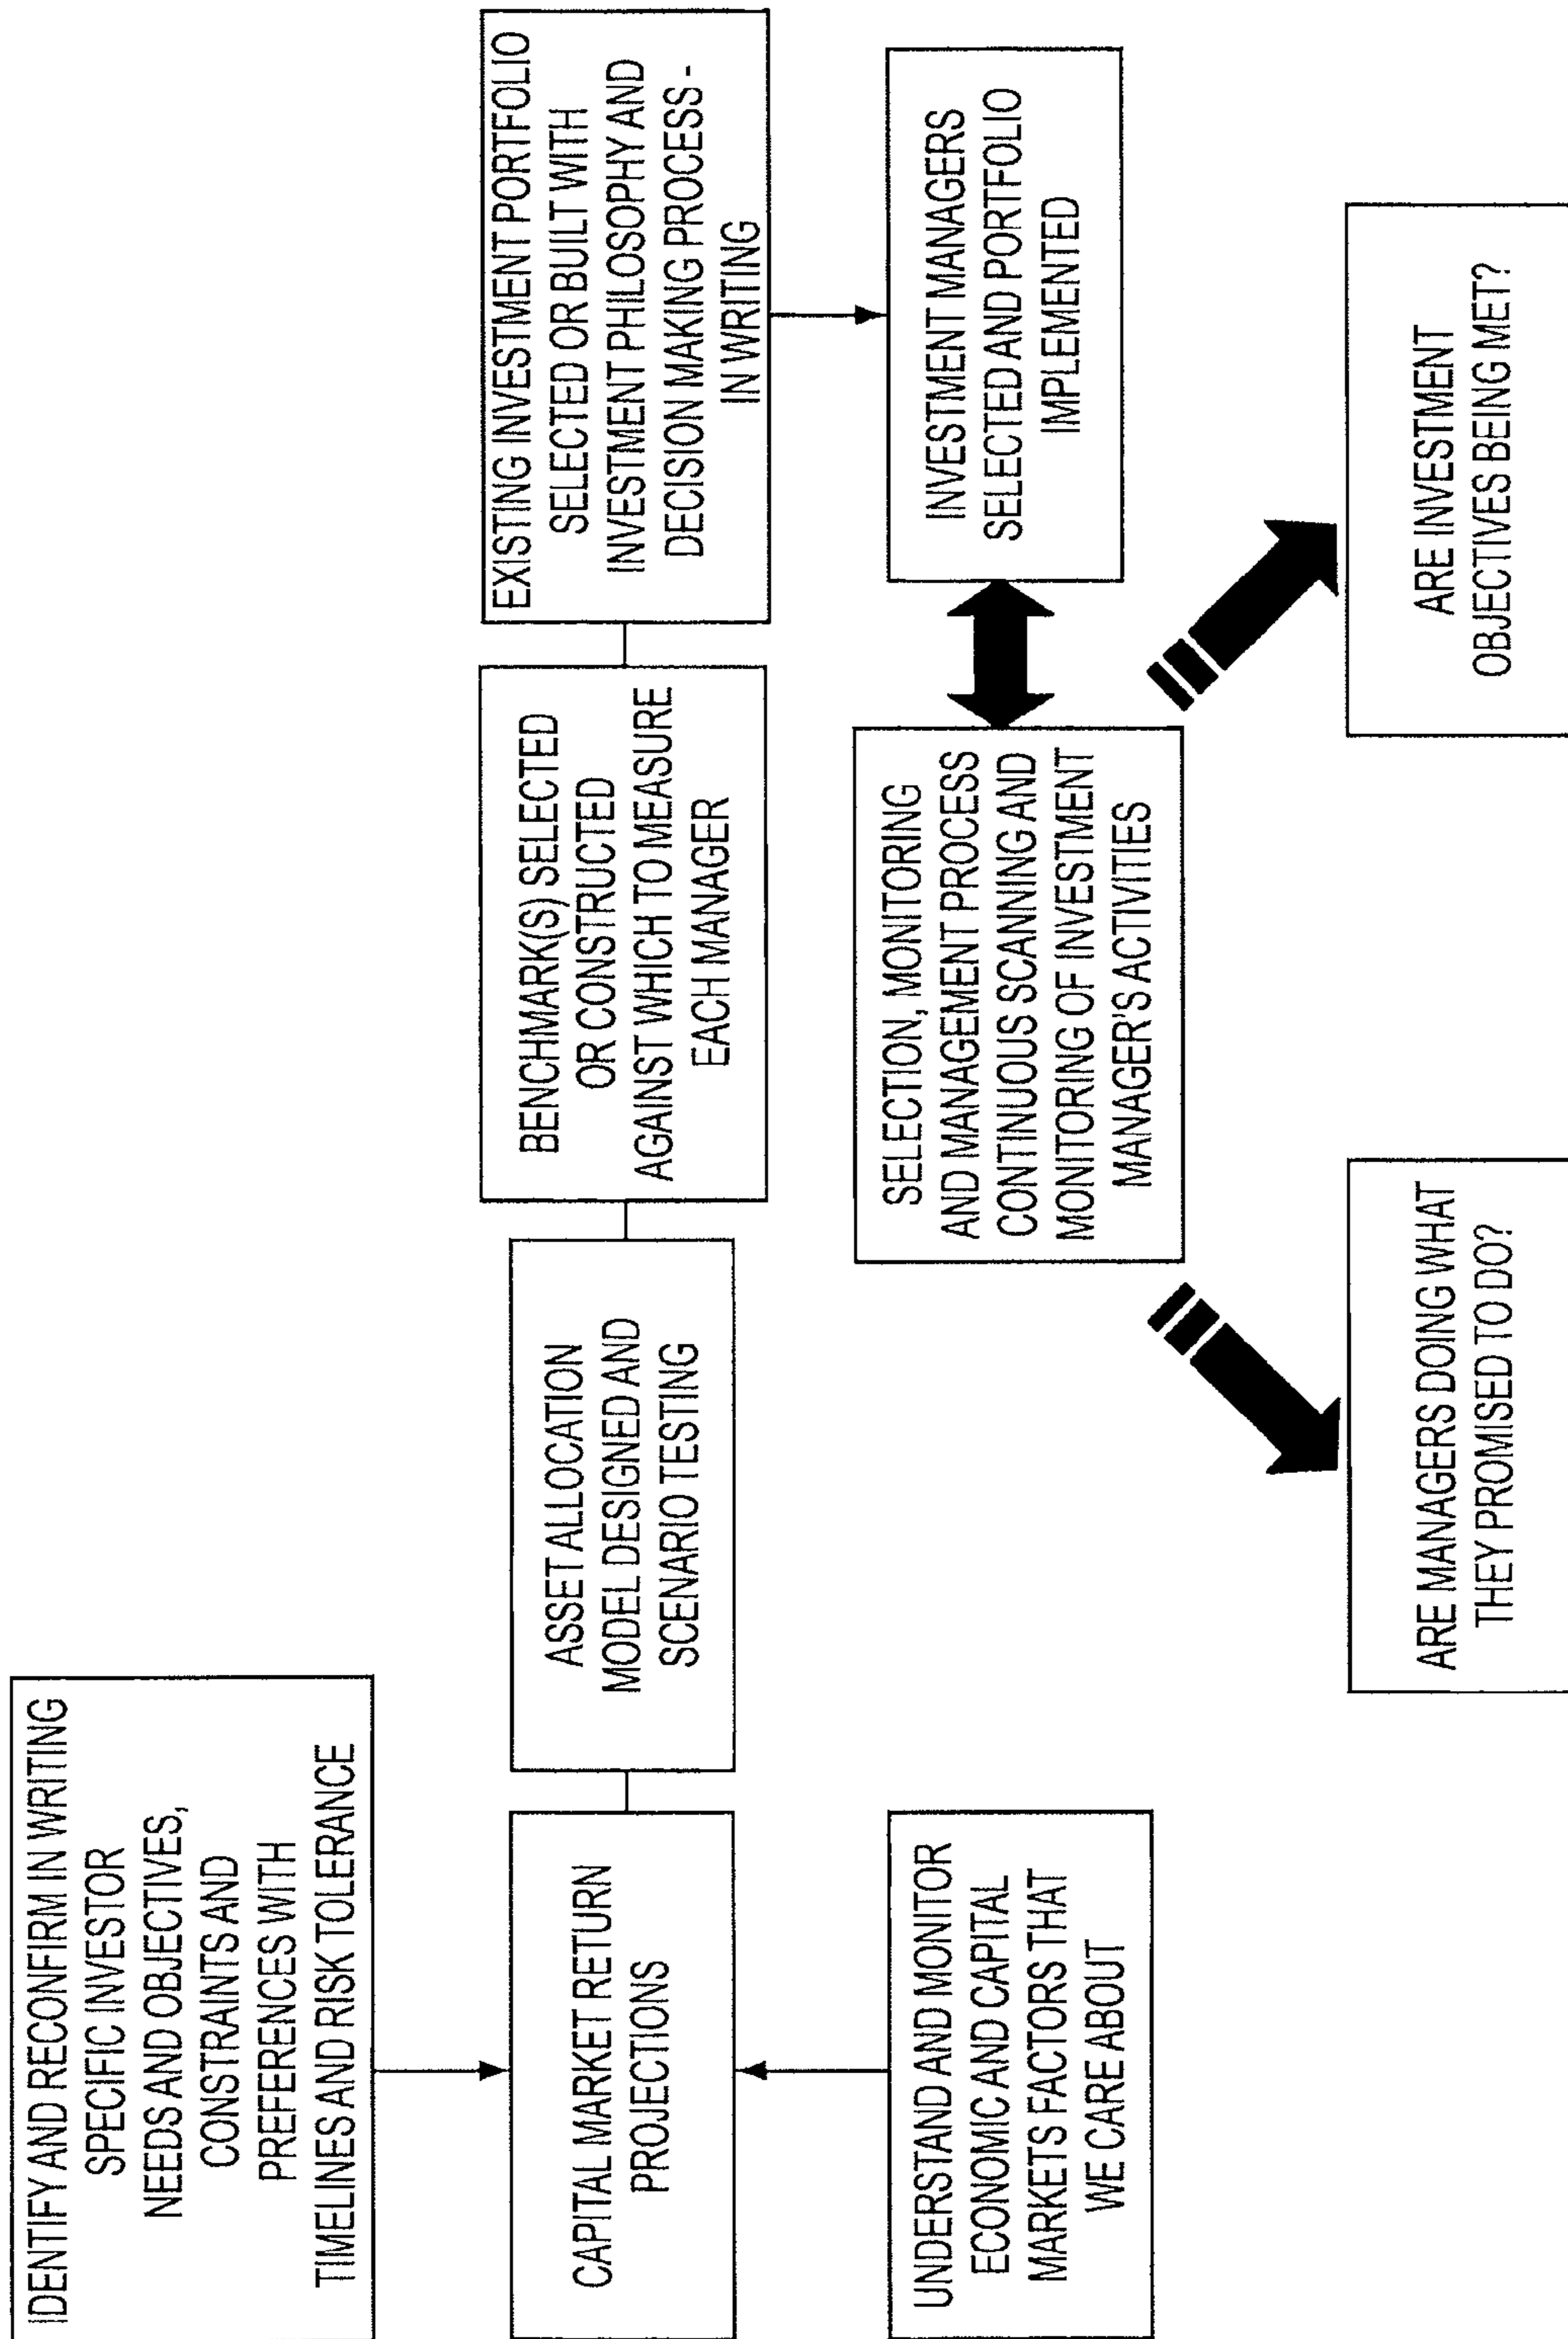 IDENTIFY AND RECONFIRM IN WRITING
SPECIFIC INVESTOR
NEEDS AND OBJECTIVES,
CONSTRAINTS AND
PREFERENCES WITH
TIMELINES AND RISK TOLERANCE
CAPITAL MARKET RETURN
PROJECTIONS
UNDERSTAND AND MONITOR
ECONOMIC AND CAPITAL
MARKETS FACTORS THAT
WE CARE ABOUT
ASSET ALLOCATION
MODEL DESIGNED AND
SCENARIO TESTING
BENCHMARK(S) SELECTED
OR CONSTRUCTED
AGAINST WHICH TO MEASURE
EACH MANAGER
EXISTING INVESTMENT PORTFOLIO
SELECTED OR BUILT WITH
INVESTMENT PHILOSOPHY AND
DECISION MAKING PROCESS-
IN WRITING
INVESTMENT MANAGERS
SELECTED AND PORTFOLIO
IMPLEMENTED
SELECTION, MONITORING
AND MANAGEMENT PROCESS
CONTINUOUS SCANNING AND
MONITORING OF INVESTMENT
MANAGER'S ACTIVITIES
ARE MANAGERS DOING WHAT
THEY PROMISED TO DO?
ARE INVESTMENT
OBJECTIVES BEING MET?